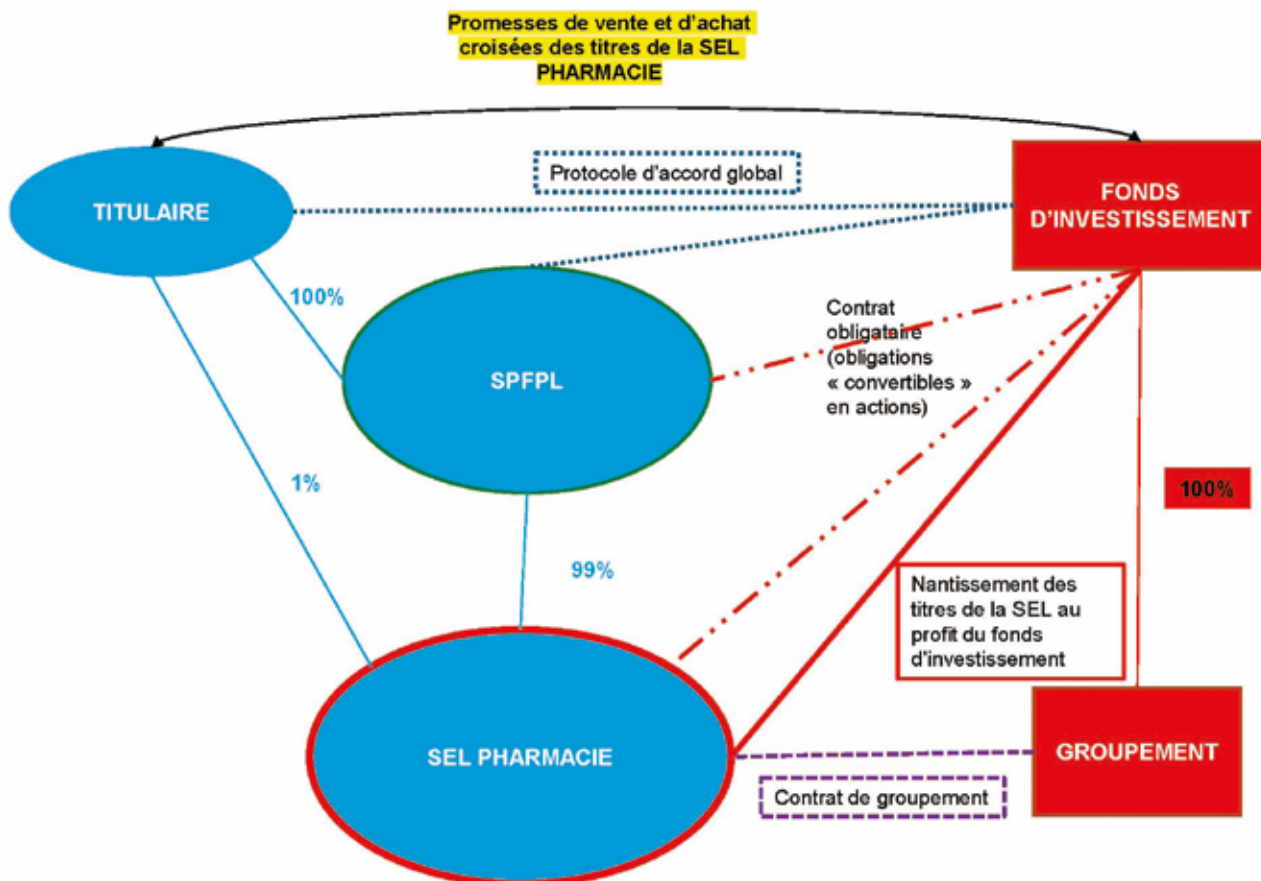 Promesses de vente et d'achat
croisées des titres de la SEL
PHARMACIE
Protocole d'accord global
TITULAIRE
FONDS
D'INVESTISSEMENT
100%
SPFPL
Contrat
obligataire
(obligations
« convertibles »
en actions)
1%
100%
99%
Nantissement des
titres de la SEL au
profit du fonds
d'investissement
SEL PHARMACIE
GROUPEMENT
Contrat de groupement